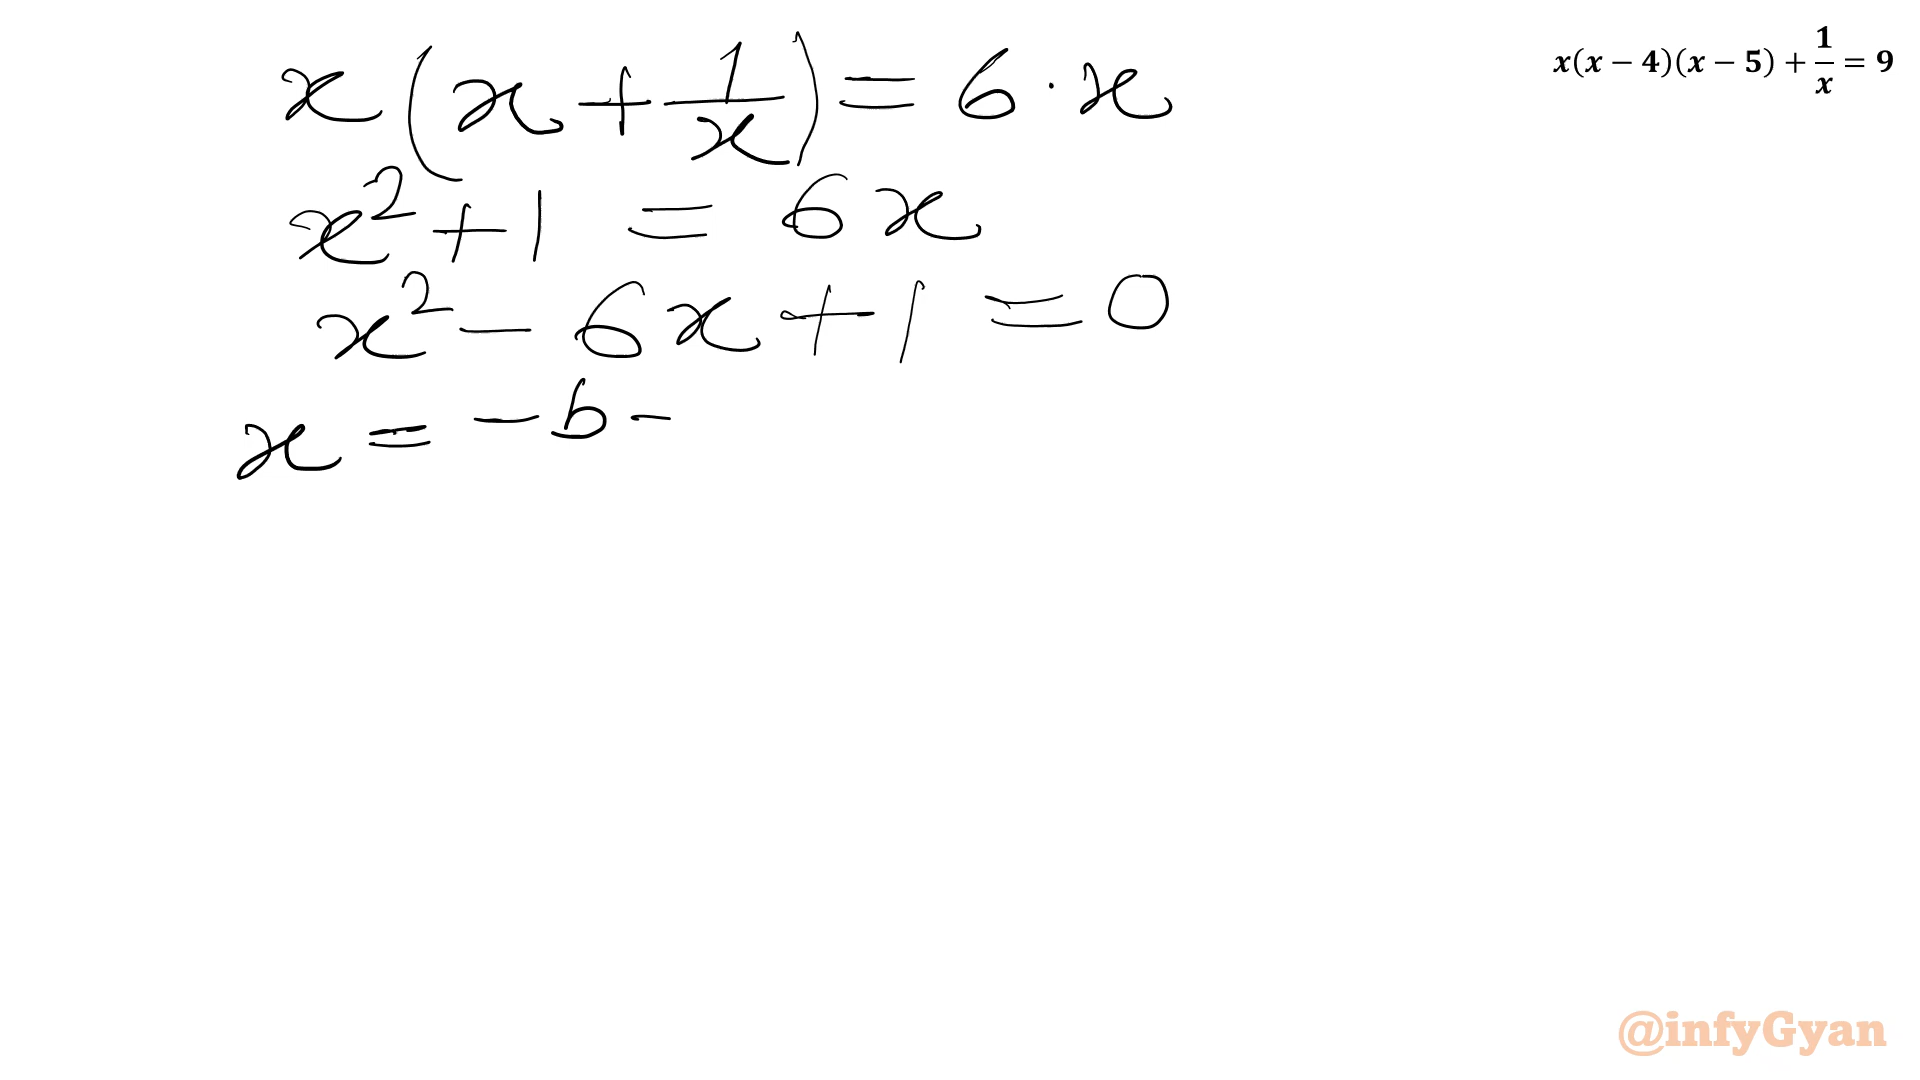 x(x + 1/x) = 6 · x
x² + 1 = 6x
x² - 6x + 1 = 0
x = - b -
x(x − 4)(x − 5) + 1/x = 9
@infyGyan